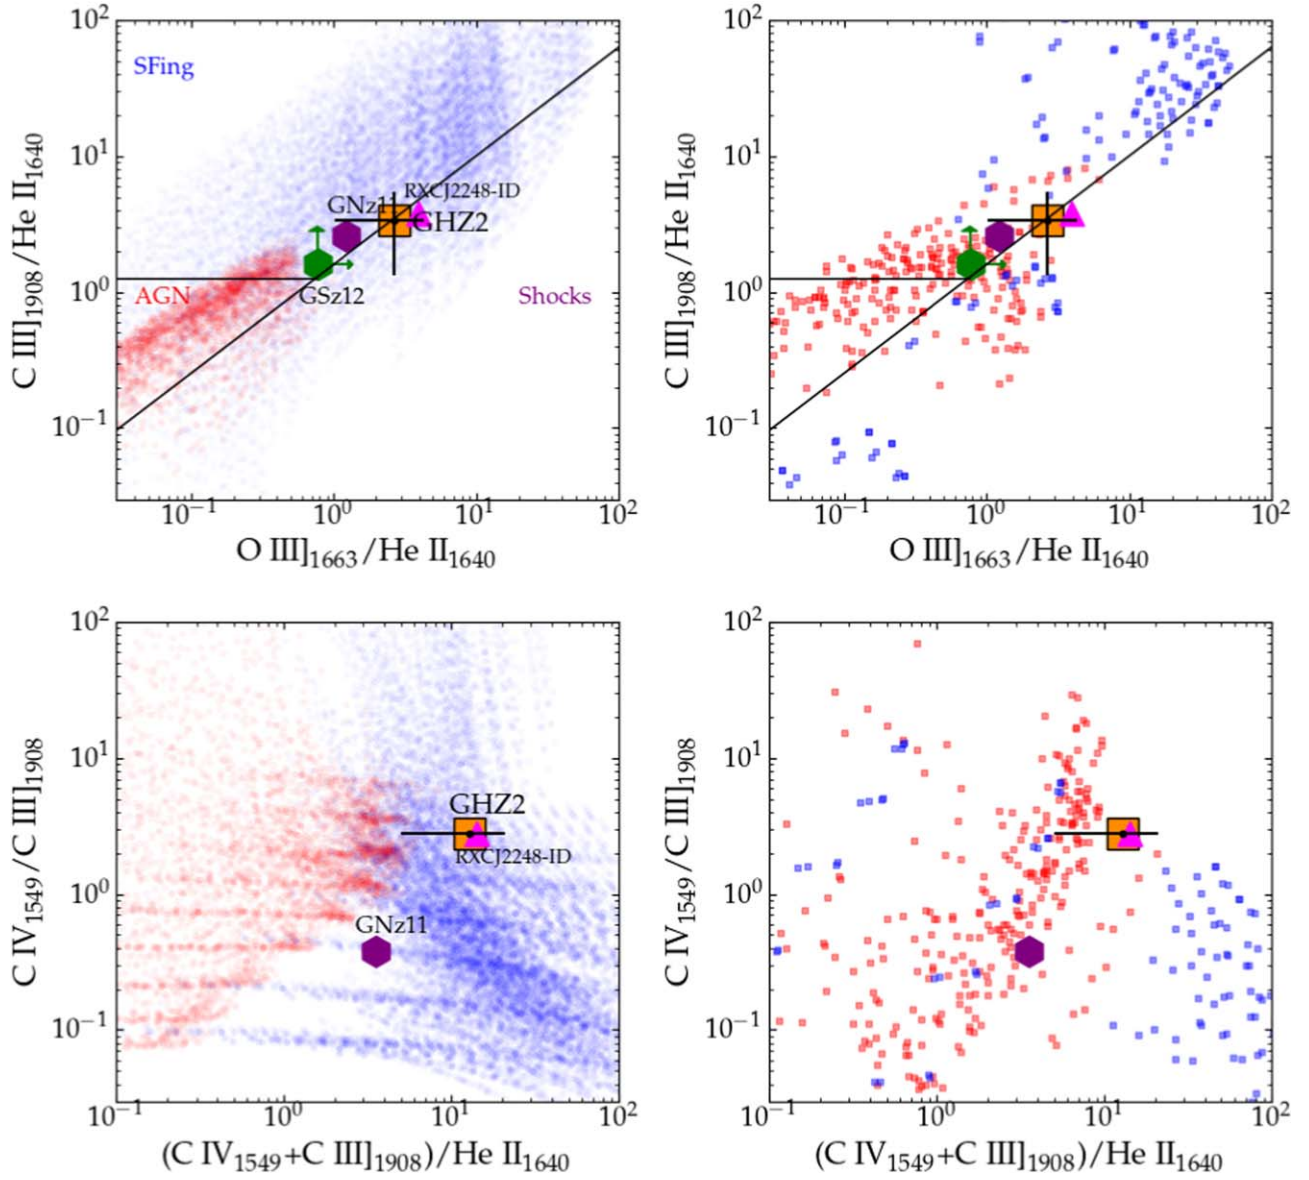 10² 10¹ 10⁰ 10⁻¹
C III]₁₉₀₈/He II₁₆₄₀
SFing
RXCJ2248-ID
GNz11
GHZ2
AGN
GSz12
Shocks
10⁻¹ 10⁰ 10¹ 10²
O III]₁₆₆₃/He II₁₆₄₀
10² 10¹ 10⁰ 10⁻¹
C III]₁₉₀₈/He II₁₆₄₀
10⁻¹ 10⁰ 10¹ 10²
O III]₁₆₆₃/He II₁₆₄₀
10² 10¹ 10⁰ 10⁻¹
C IV₁₅₄₉/C III]₁₉₀₈
GHZ2
RXCJ2248-ID
GNz11
10⁻¹ 10⁰ 10¹ 10²
(C IV₁₅₄₉+C III]₁₉₀₈)/He II₁₆₄₀
10² 10¹ 10⁰ 10⁻¹
C IV₁₅₄₉/C III]₁₉₀₈
10⁻¹ 10⁰ 10¹ 10²
(C IV₁₅₄₉+C III]₁₉₀₈)/He II₁₆₄₀